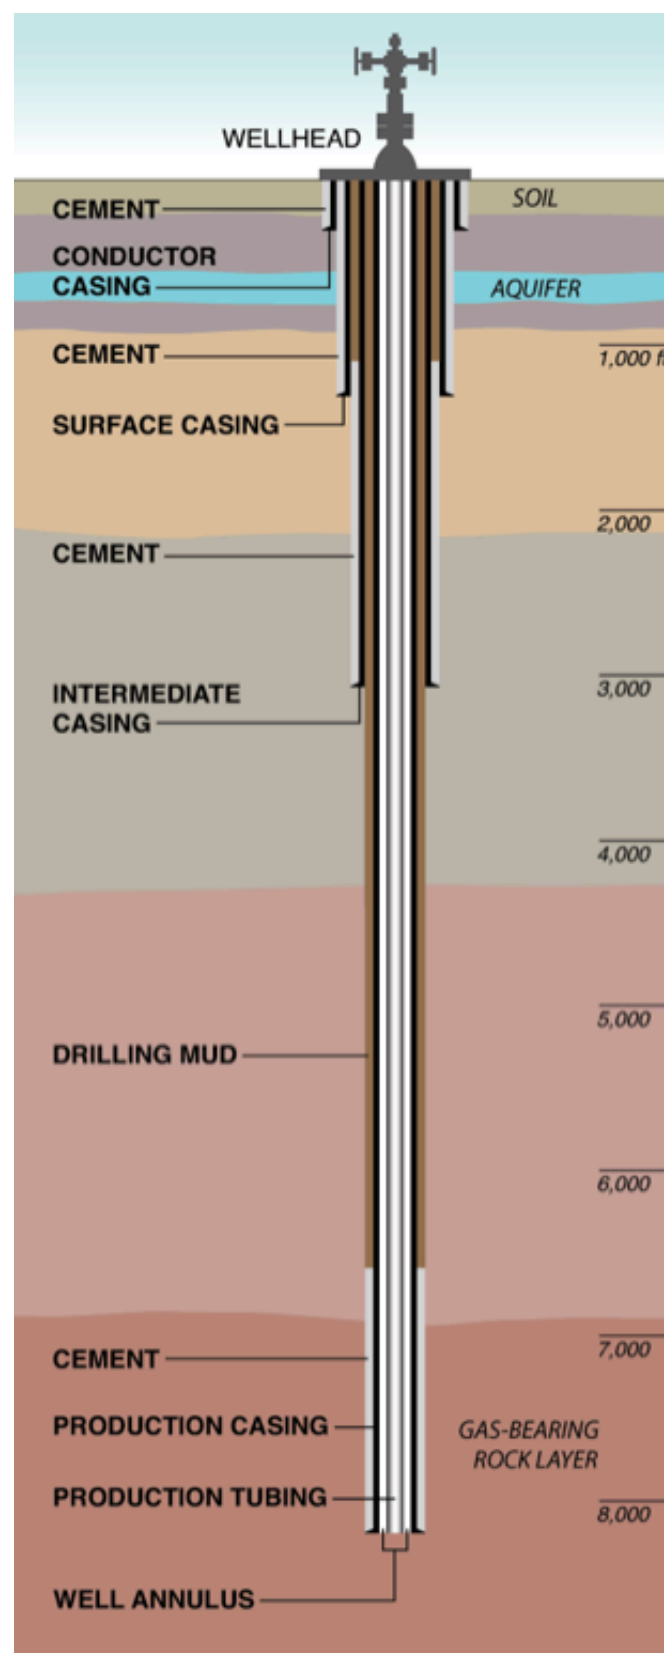 WELLHEAD
SOIL
CEMENT
CONDUCTOR
CASING
AQUIFER
CEMENT
1,000 f
SURFACE CASING
2,000
CEMENT
3,000
INTERMEDIATE
CASING
4,000
5,000
DRILLING MUD
6,000
7,000
CEMENT
PRODUCTION CASING
GAS-BEARING
ROCK LAYER
PRODUCTION TUBING
8,000
WELL ANNULUS